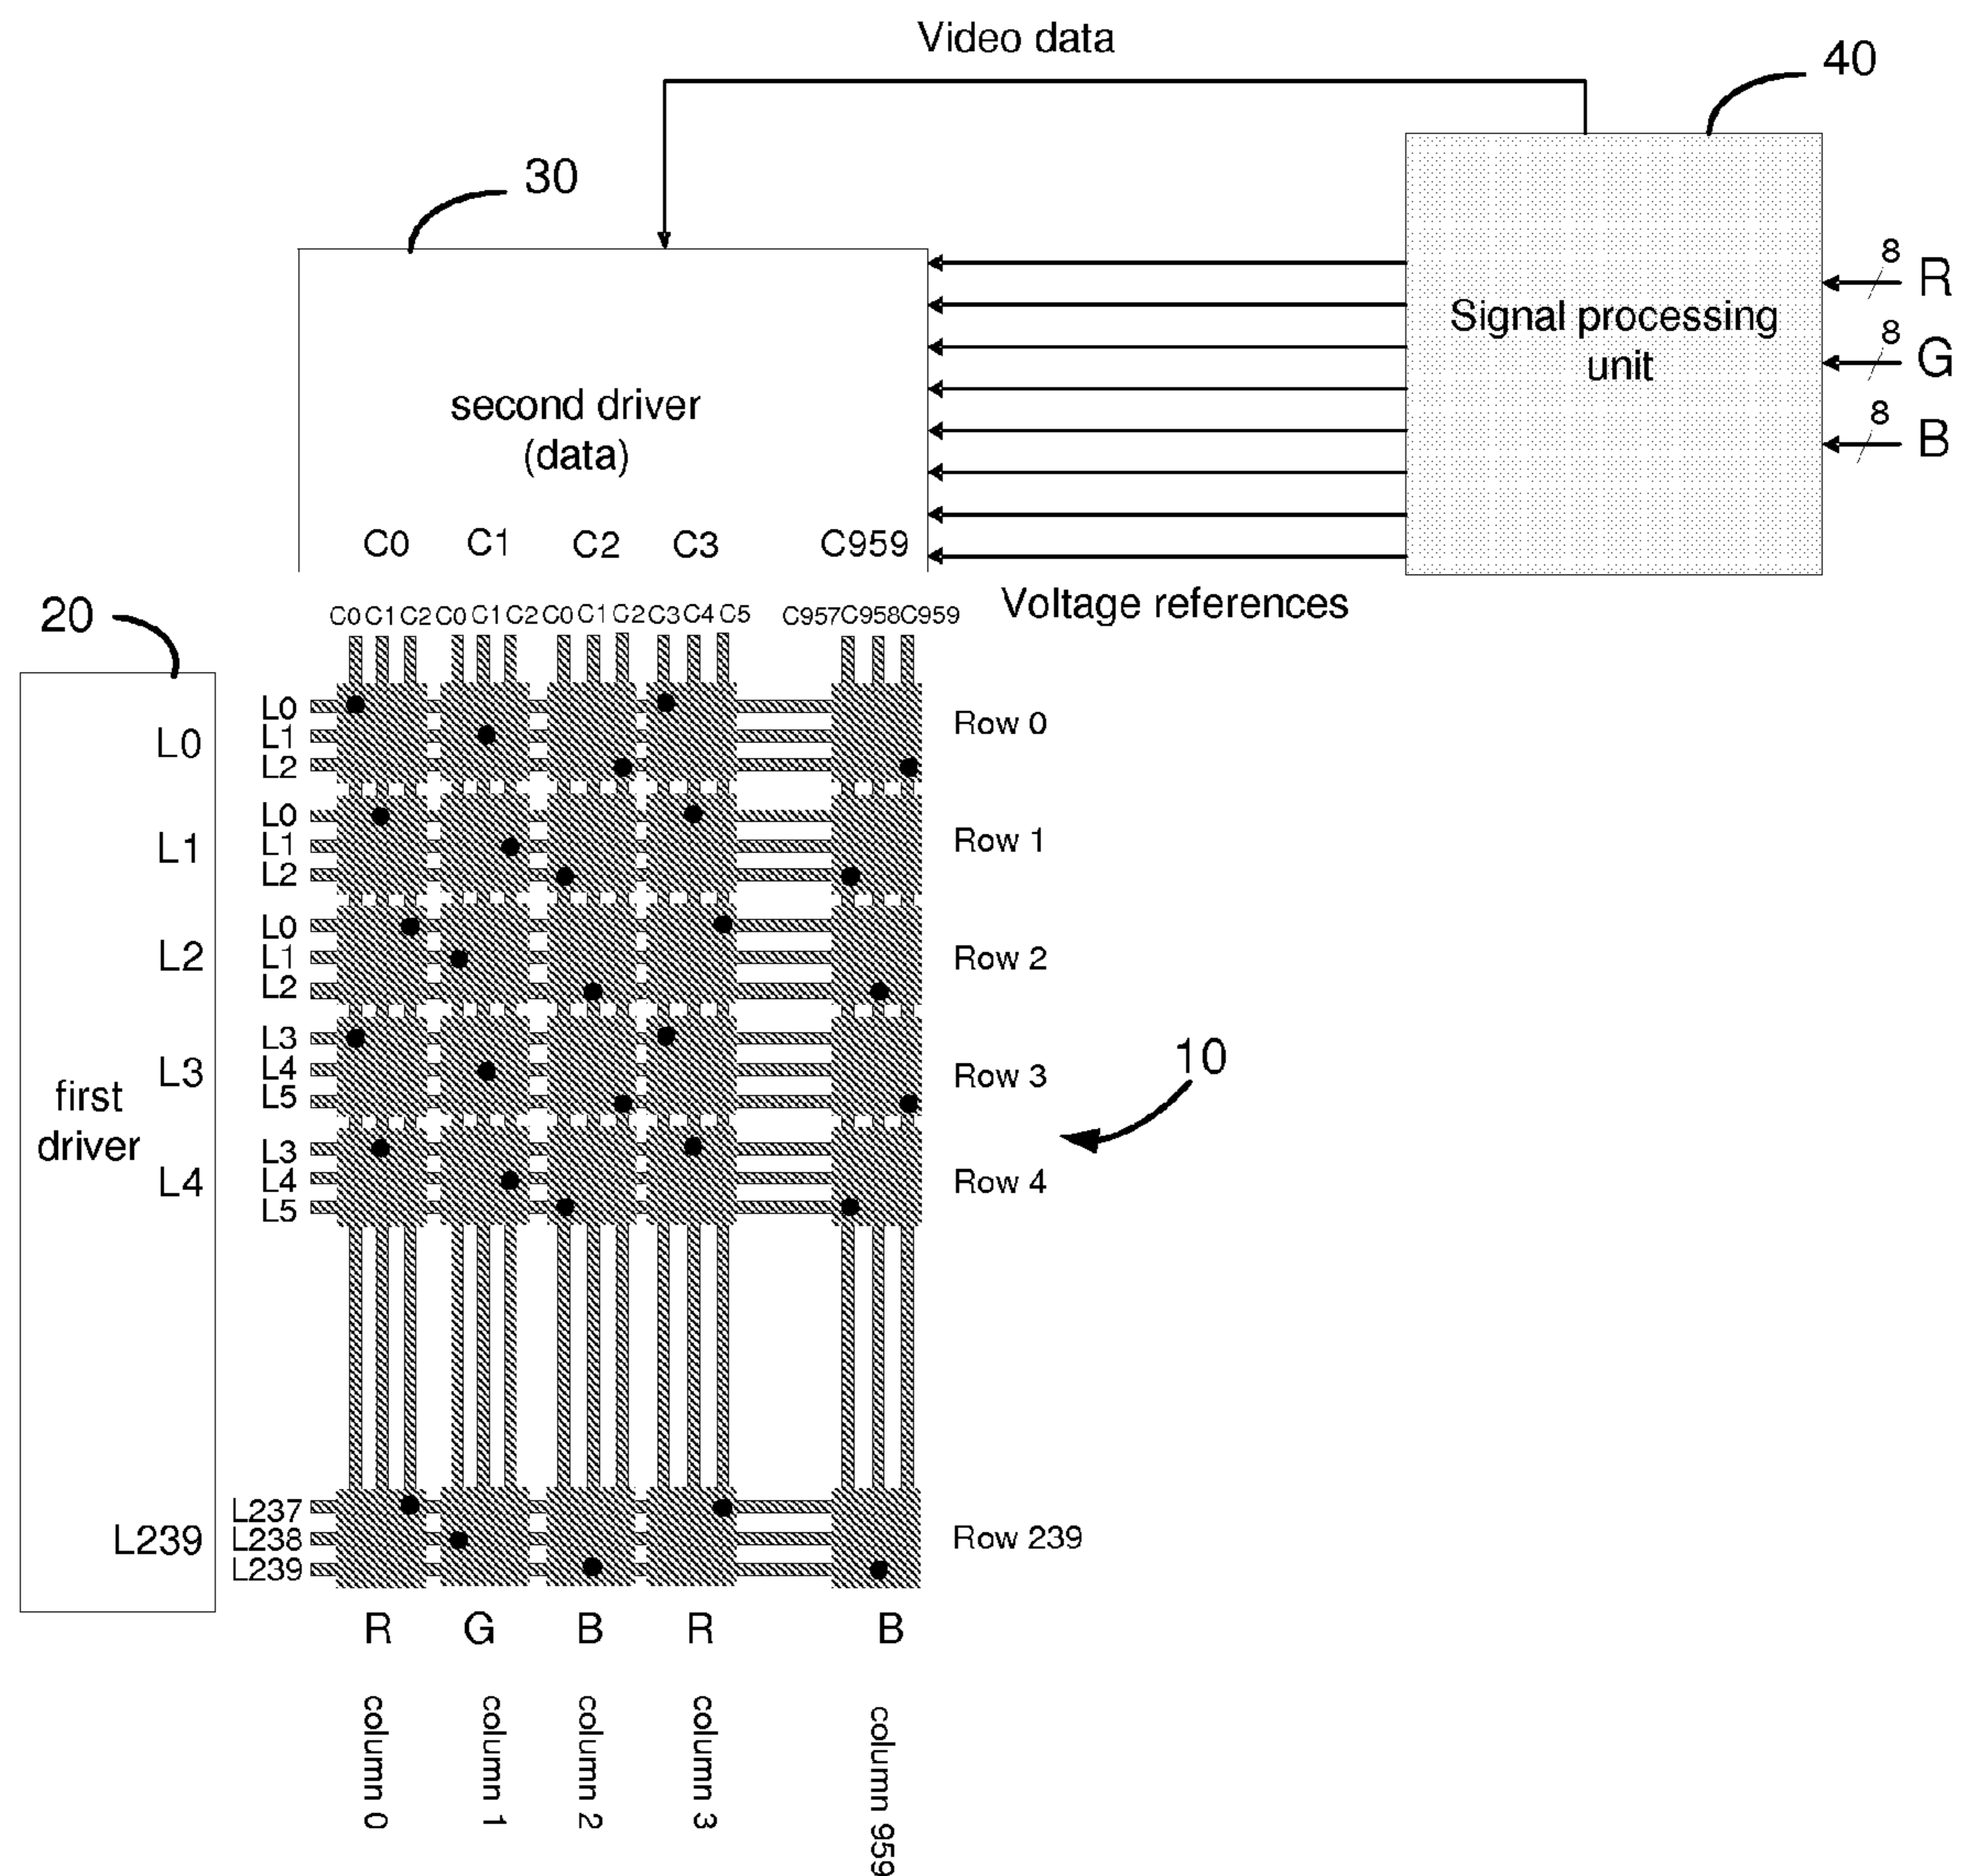 Video data
40
30
8
R
Signal processing
unit
8
G
8
B
second driver
(data)
C0 C1 C2 C3 C959
Voltage references
20
C0 C1 C2 C0 C1 C2 C0 C1 C2 C3 C4 C5 C957 C958 C959
L0
L0
L1
L2
Row 0
L1
L0
L1
L2
Row 1
L2
L0
L1
L2
Row 2
L3
L3
L4
L5
Row 3
10
first
driver
L4
L3
L4
L5
Row 4
L239
L237
L238
L239
Row 239
R G B R B
column 0
column 1
column 2
column 3
column 959